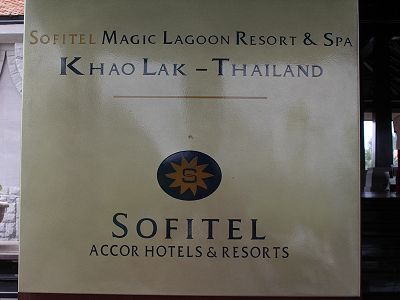 SOFITEL MAGIC LAGOON RESORT & SPA
KHAO LAK – THAILAND
S
SOFITEL
ACCOR HOTELS & RESORTS